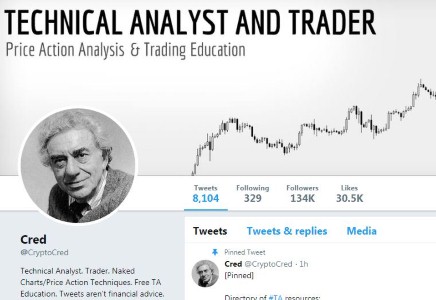 TECHNICAL ANALYST AND TRADER
Price Action Analysis & Trading Education
Tweets Following Followers Likes
8,104 329 134K 30.5K
Cred
@CryptoCred
Technical Analyst. Trader. Naked
Charts/Price Action Techniques. Free TA
Education. Tweets aren't financial advice.
Tweets Tweets & replies Media
Pinned Tweet
Cred @CryptoCred · 1h
[Pinned]
Directory of #TA resources: